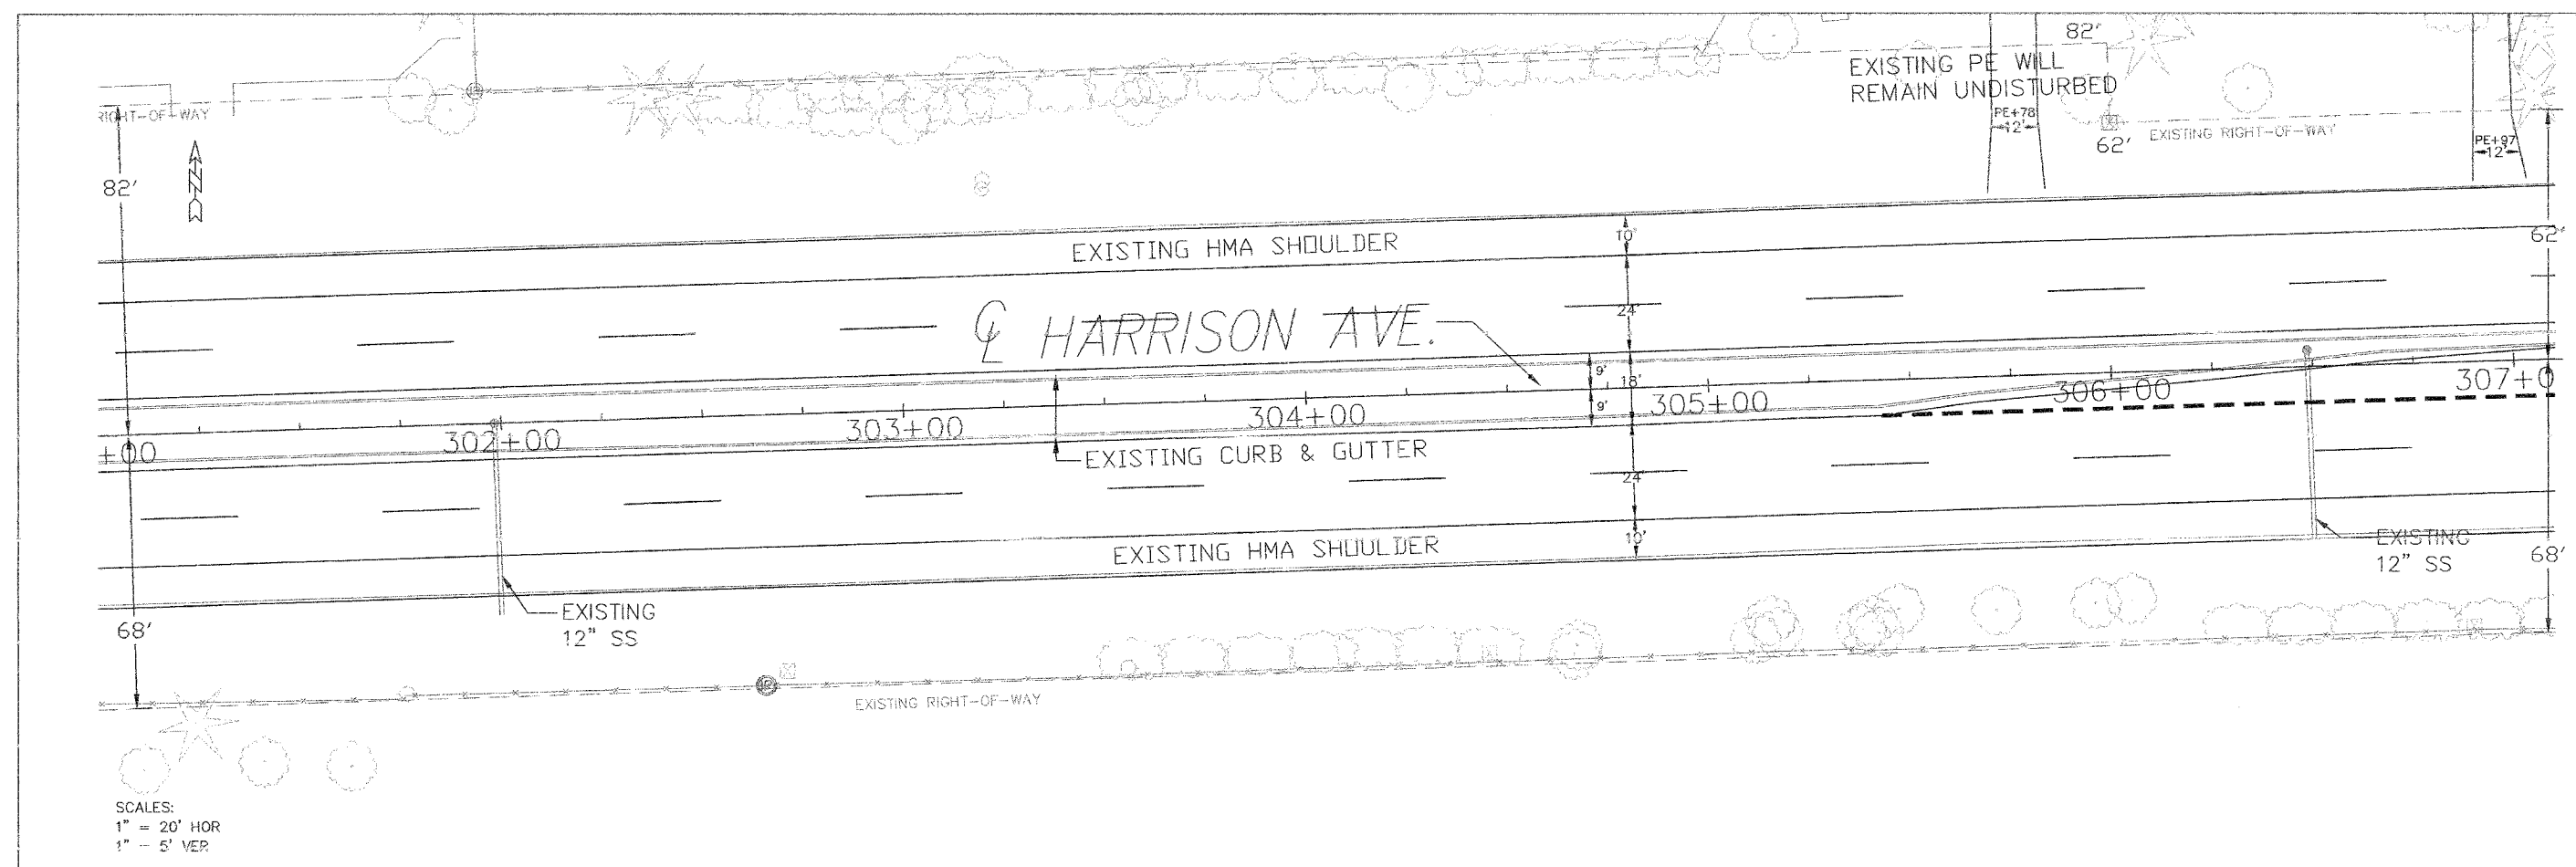 82'
EXISTING PE WILL
REMAIN UNDISTURBED
RIGHT-OF-WAY
PE+78
12'
62'
EXISTING RIGHT-OF-WAY
PE+97
12'
82'
N
EXISTING HMA SHOULDER
10'
62'
24'
℄ HARRISON AVE.
9'
18'
9'
+00
302+00
303+00
304+00
305+00
306+00
307+0
EXISTING CURB & GUTTER
24'
EXISTING HMA SHOULDER
10'
EXISTING
12" SS
68'
EXISTING
12" SS
68'
EXISTING RIGHT-OF-WAY
SCALES:
1" = 20' HOR
1" = 5' VER